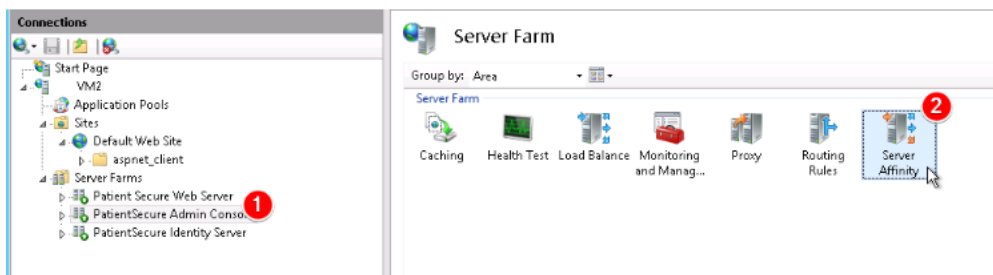 Connections
Start Page
VM2
Application Pools
Sites
Default Web Site
aspnet_client
Server Farms
Patient Secure Web Server
PatientSecure Admin Conso
1
PatientSecure Identity Server
Server Farm
Group by: Area
Server Farm
2
Caching
Health Test
Load Balance
Monitoring
and Manag...
Proxy
Routing
Rules
Server
Affinity